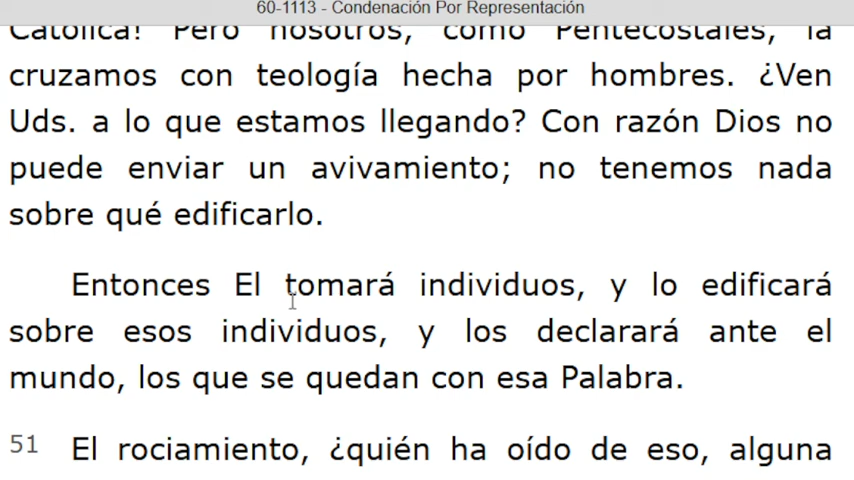 60-1113 - Condenación Por Representación
Católica! Pero nosotros, como Pentecostales, la
cruzamos con teología hecha por hombres. ¿Ven
Uds. a lo que estamos llegando? Con razón Dios no
puede enviar un avivamiento; no tenemos nada
sobre qué edificarlo.
Entonces El tomará individuos, y lo edificará
sobre esos individuos, y los declarará ante el
mundo, los que se quedan con esa Palabra.
51 El rociamiento, ¿quién ha oído de eso, alguna